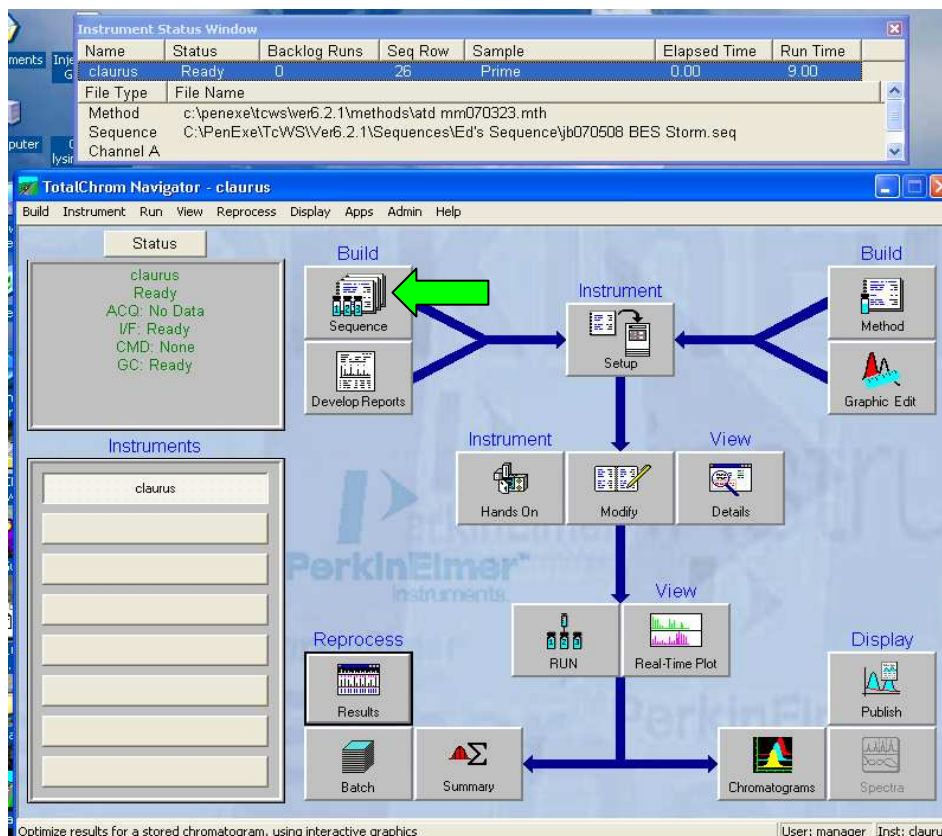 Instrument Status Window
Name Status Backlog Runs Seq Row Sample Elapsed Time Run Time
claurus Ready 0 26 Prime 0.00 9.00
File Type File Name
Method c:\penexe\tcws\ver6.2.1\methods\atd mm070323.mth
Sequence C:\PenExe\TcWS\Ver6.2.1\Sequences\Ed's Sequence\jb070508 BES Storm.seq
Channel A
ments Inje
G
puter
lysin
TotalChrom Navigator - claurus
Build Instrument Run View Reprocess Display Apps Admin Help
Status
claurus
Ready
ACQ: No Data
I/F: Ready
CMD: None
GC: Ready
Instruments
claurus
Build
Sequence
Develop Reports
Instrument
Setup
Build
Method
Graphic Edit
Instrument
Hands On
Modify
View
Details
PerkinElmer
instruments.
RUN
View
Real-Time Plot
Reprocess
Results
Batch
Summary
Display
Publish
Chromatograms
Spectra
Optimize results for a stored chromatogram, using interactive graphics
User: manager Inst: clauru